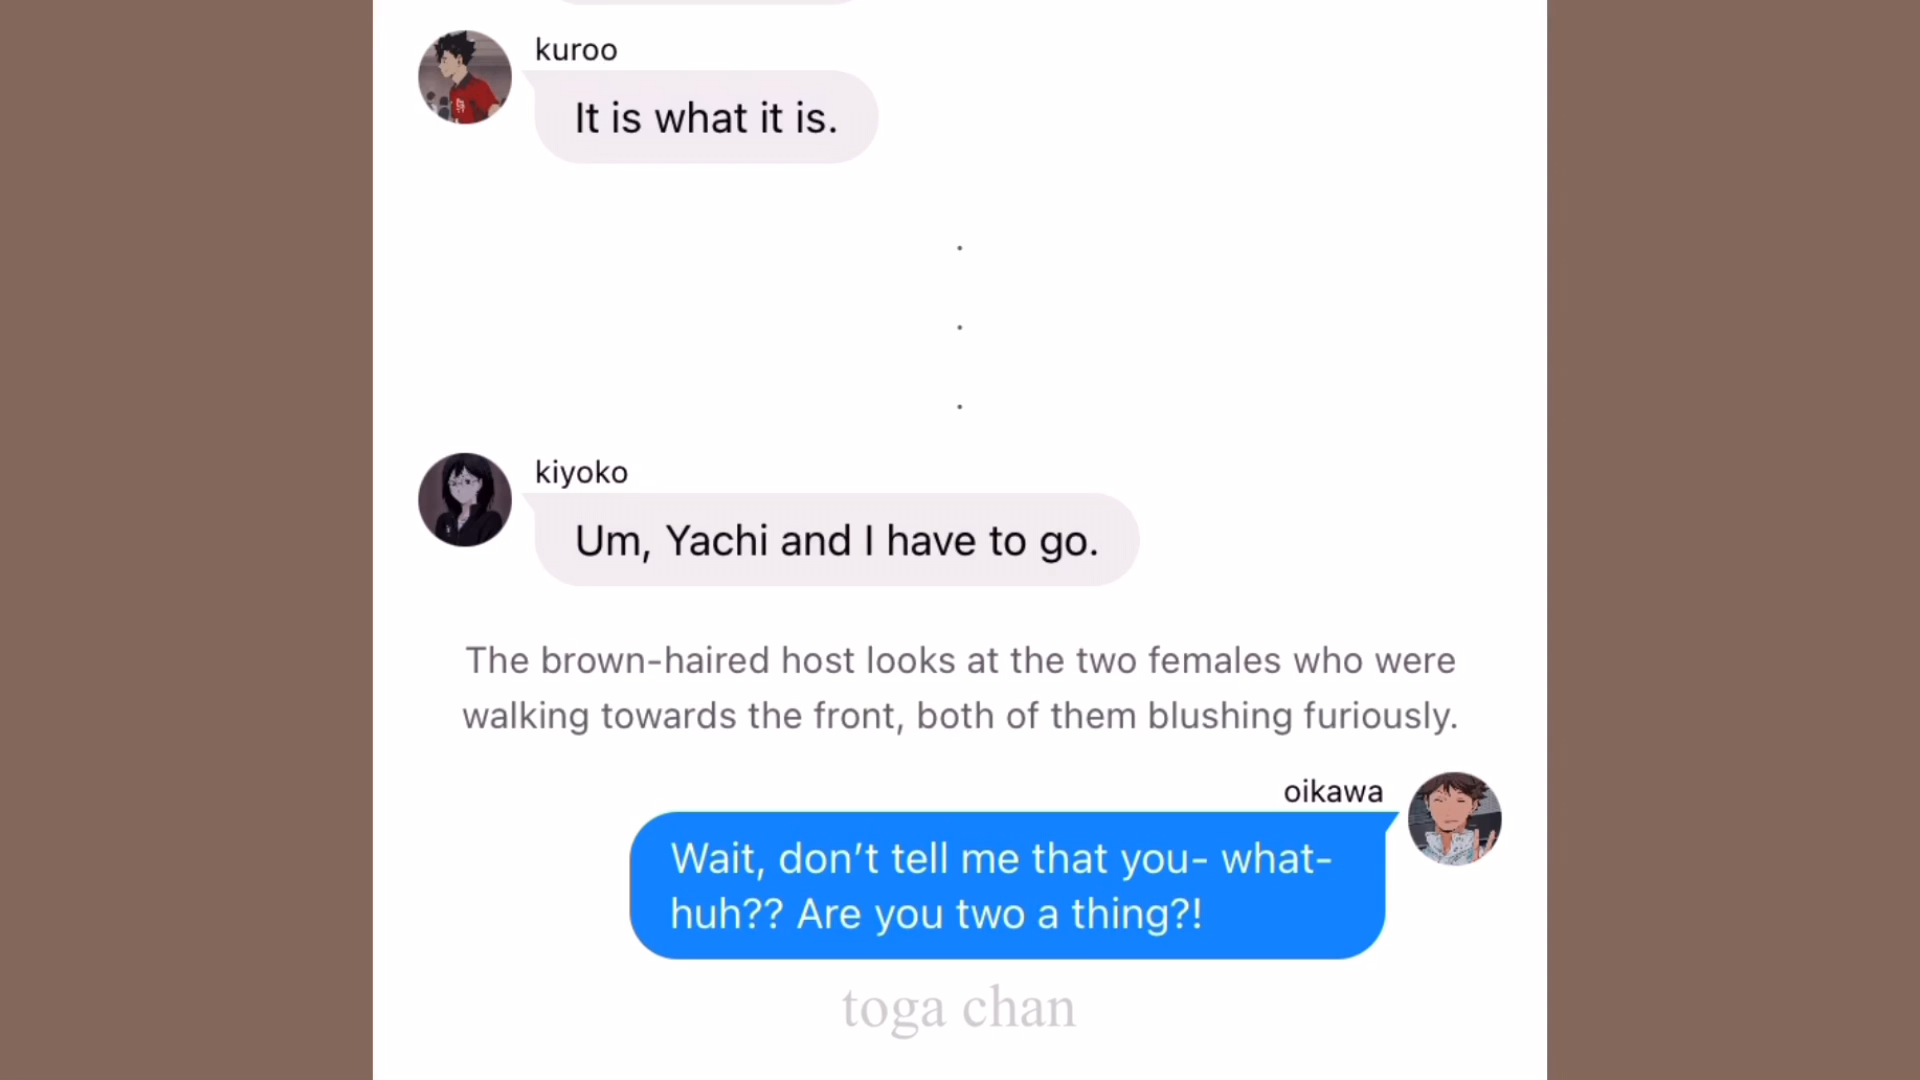 kuroo
It is what it is.
.
.
.
kiyoko
Um, Yachi and I have to go.
The brown-haired host looks at the two females who were
walking towards the front, both of them blushing furiously.
oikawa
Wait, don’t tell me that you- what-
huh?? Are you two a thing?!
toga chan